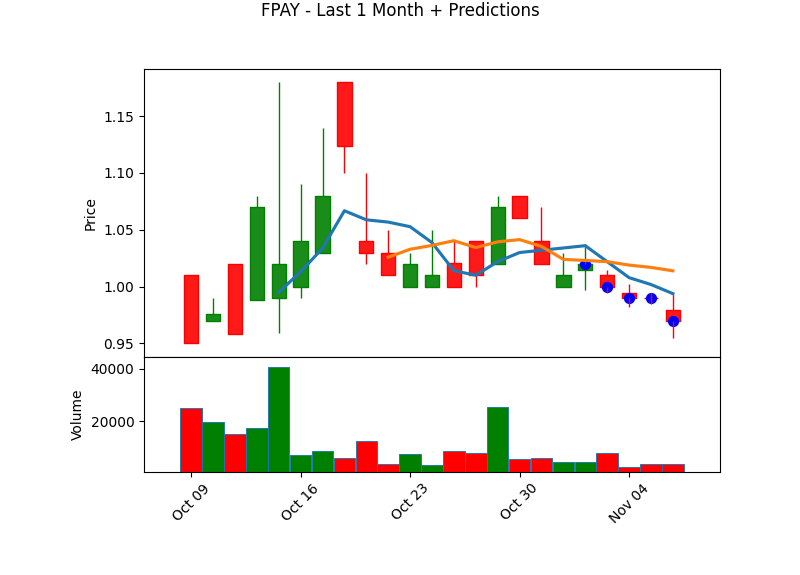 FPAY - Last 1 Month + Predictions
1.15
1.10
1.05
1.00
0.95
Price
40000
20000
Volume
Oct 09
Oct 16
Oct 23
Oct 30
Nov 04